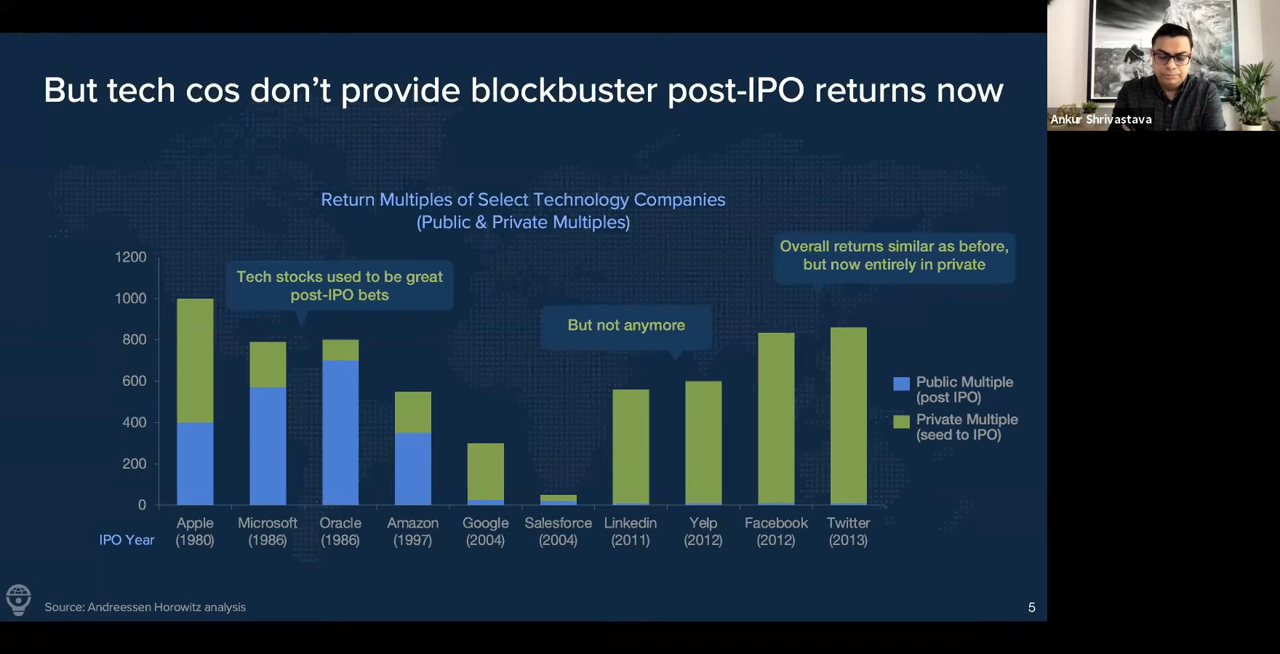 But tech cos don't provide blockbuster post-IPO returns now
Ankur Shrivastava
Return Multiples of Select Technology Companies
(Public & Private Multiples)
Overall returns similar as before,
but now entirely in private
Tech stocks used to be great
post-IPO bets
But not anymore
1200
1000
800
600
400
200
0
Public Multiple
(post IPO)
Private Multiple
(seed to IPO)
Apple Microsoft Oracle Amazon Google Salesforce Linkedin Yelp Facebook Twitter
IPO Year (1980) (1986) (1986) (1997) (2004) (2004) (2011) (2012) (2012) (2013)
Source: Andreessen Horowitz analysis
5